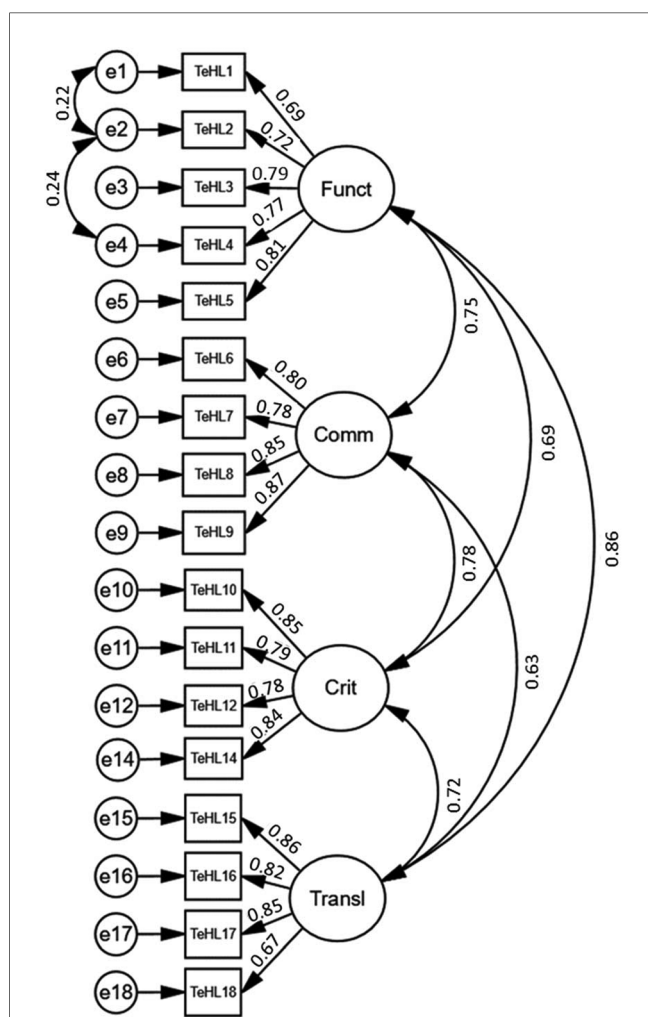 e1 TeHL1 0.69
0.22
e2 TeHL2 0.72
e3 TeHL3 0.79 Funct
0.24
e4 TeHL4 0.77
e5 TeHL5 0.81
0.75
e6 TeHL6 0.80
e7 TeHL7 0.78 Comm
0.69
e8 TeHL8 0.85
e9 TeHL9 0.87
0.86
0.78
e10 TeHL10 0.85
e11 TeHL11 0.79
0.63
e12 TeHL12 0.78 Crit
e14 TeHL14 0.84
0.72
e15 TeHL15 0.86
e16 TeHL16 0.82 Transl
e17 TeHL17 0.85
e18 TeHL18 0.67